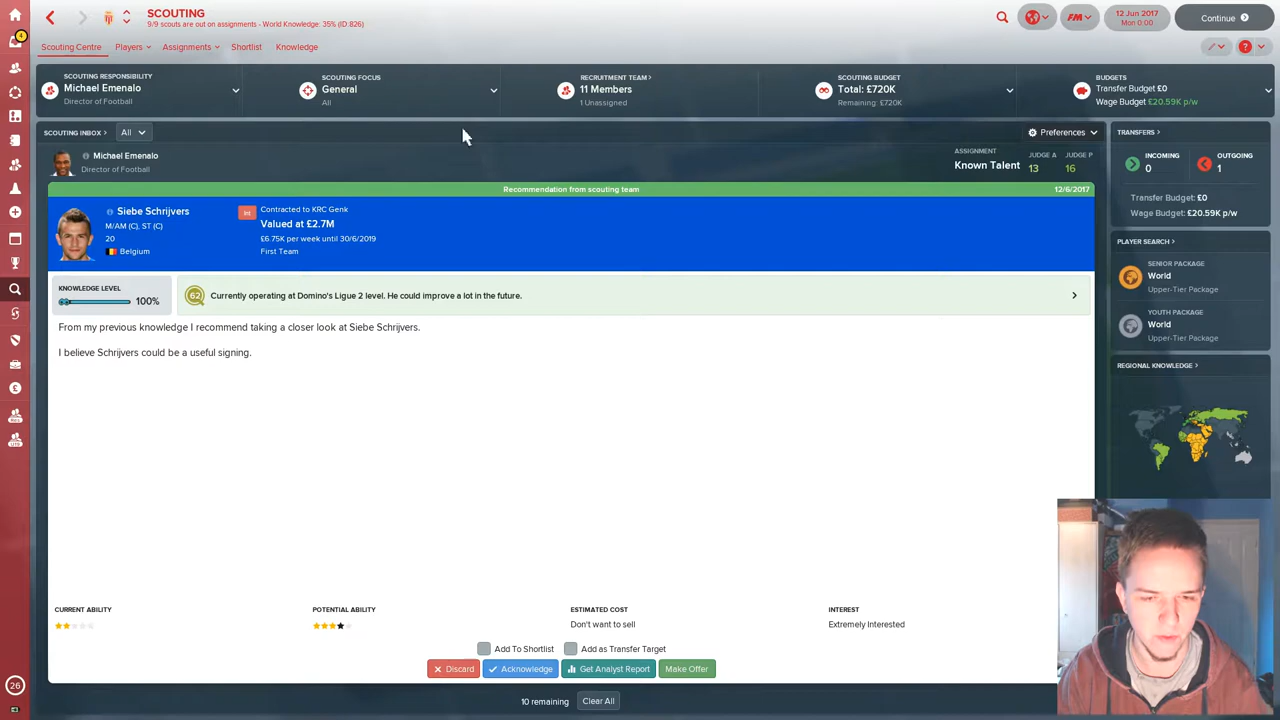 SCOUTING
9/9 scouts are out on assignments - World Knowledge: 35% (ID:826)
FM
12 Jun 2017
Mon 0:00
Continue
4
Scouting Centre
Players
Assignments
Shortlist
Knowledge
?
SCOUTING RESPONSIBILITY
Michael Emenalo
Director of Football
SCOUTING FOCUS
General
All
RECRUITMENT TEAM >
11 Members
1 Unassigned
SCOUTING BUDGET
Total: £720K
Remaining: £720K
BUDGETS
Transfer Budget £0
Wage Budget £20.59K p/w
SCOUTING INBOX >
All
Preferences
Michael Emenalo
Director of Football
ASSIGNMENT
Known Talent
JUDGE A
13
JUDGE P
16
Recommendation from scouting team
12/6/2017
Siebe Schrijvers
M/AM (C), ST (C)
20
Belgium
Int
Contracted to KRC Genk
Valued at £2.7M
£6.75K per week until 30/6/2019
First Team
KNOWLEDGE LEVEL
100%
62
Currently operating at Domino's Ligue 2 level. He could improve a lot in the future.
From my previous knowledge I recommend taking a closer look at Siebe Schrijvers.
I believe Schrijvers could be a useful signing.
CURRENT ABILITY
POTENTIAL ABILITY
ESTIMATED COST
Don't want to sell
INTEREST
Extremely Interested
Add To Shortlist
Add as Transfer Target
Discard
Acknowledge
Get Analyst Report
Make Offer
10 remaining
Clear All
TRANSFERS >
INCOMING
0
OUTGOING
1
Transfer Budget: £0
Wage Budget: £20.59K p/w
PLAYER SEARCH >
SENIOR PACKAGE
World
Upper-Tier Package
YOUTH PACKAGE
World
Upper-Tier Package
REGIONAL KNOWLEDGE >
26